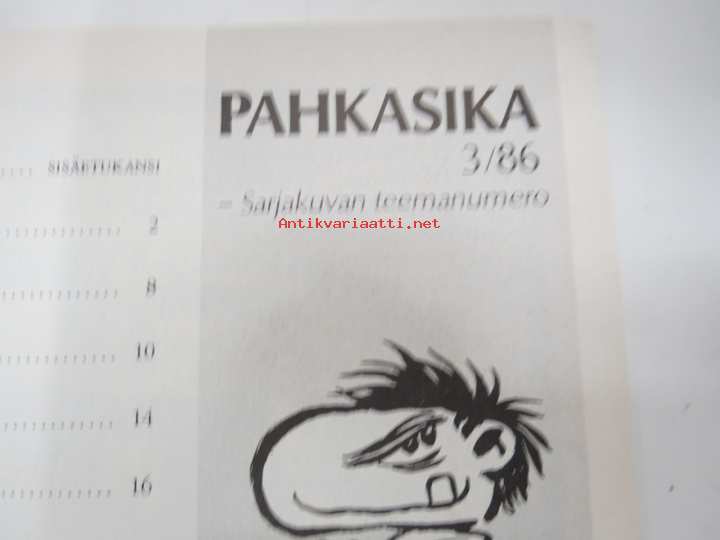 PAHKASIKA
3/86
– Sarjakuvan teemanumero
Antikvariaatti.net
SISÄETUKANSI
2
8
10
14
16